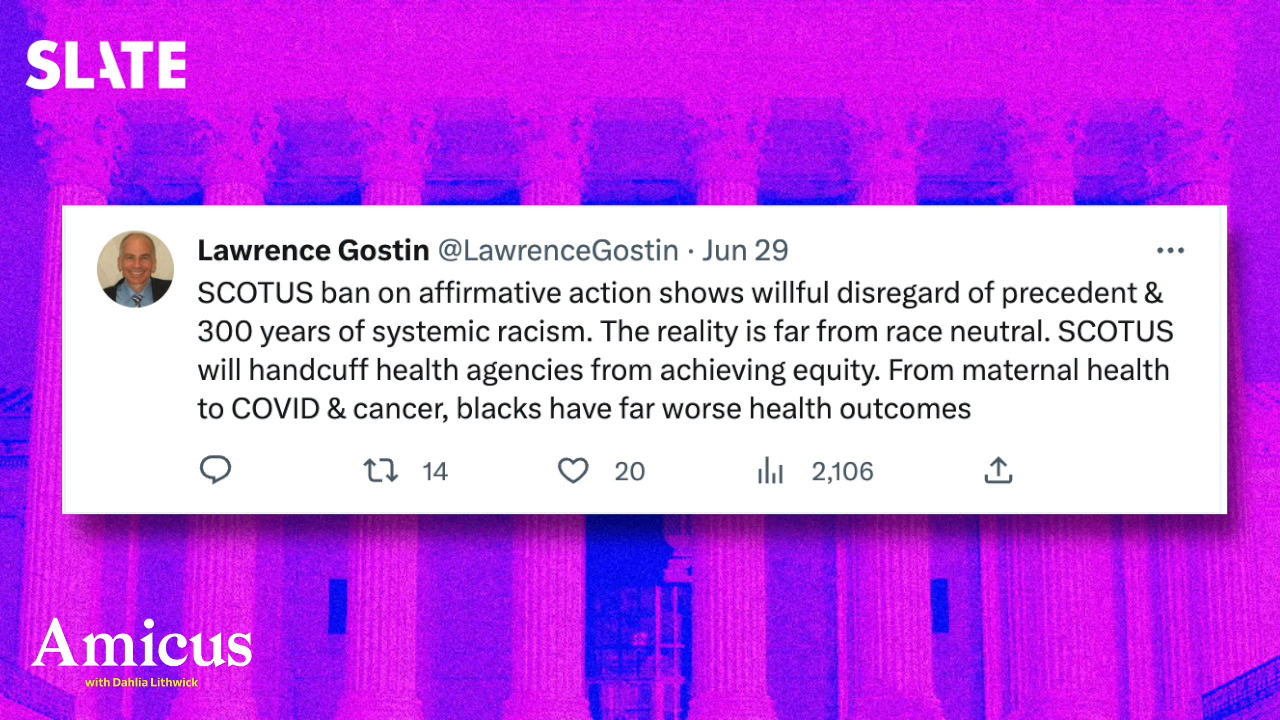 SLATE
Lawrence Gostin @LawrenceGostin · Jun 29
SCOTUS ban on affirmative action shows willful disregard of precedent &
300 years of systemic racism. The reality is far from race neutral. SCOTUS
will handcuff health agencies from achieving equity. From maternal health
to COVID & cancer, blacks have far worse health outcomes
14 20 2,106
Amicus
with Dahlia Lithwick